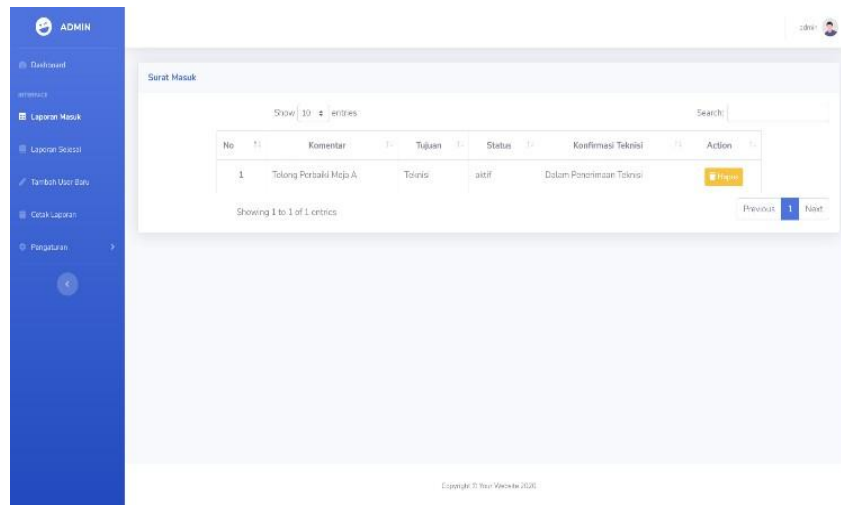 ADMIN
admin
Dashboard
INTERFACE
Laporan Masuk
Laporan Selesai
Tambah User Baru
Cetak Laporan
Pengaturan
Surat Masuk
Show 10 entries
Search:
No Komentar Tujuan Status Konfirmasi Teknisi Action
1 Tolong Perbaiki Meja A Teknisi aktif Dalam Penerimaan Teknisi Hapus
Showing 1 to 1 of 1 entries
Previous 1 Next
Copyright © Your Website 2020